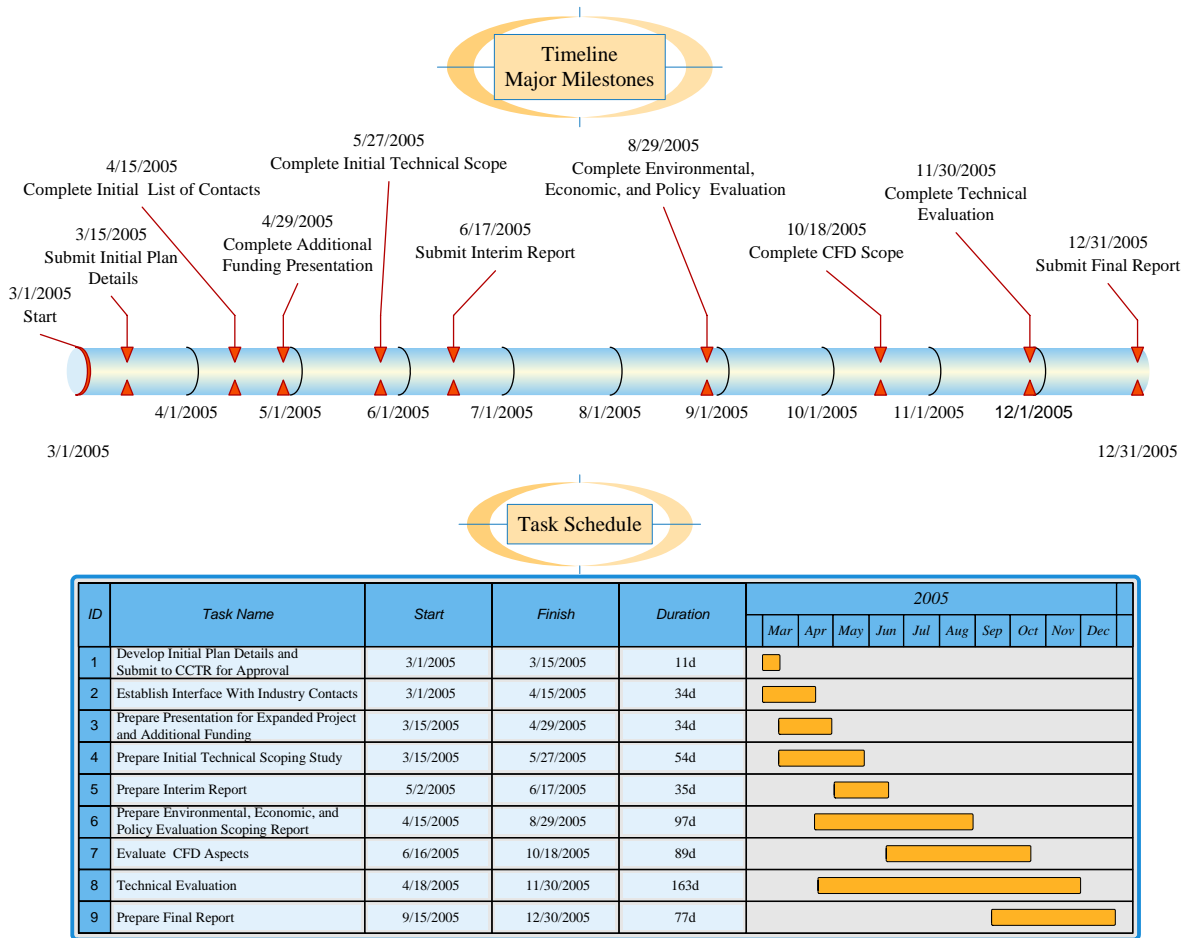 Timeline
Major Milestones
5/27/2005
Complete Initial Technical Scope
8/29/2005
Complete Environmental,
Economic, and Policy Evaluation
4/15/2005
Complete Initial List of Contacts
11/30/2005
Complete Technical
Evaluation
3/15/2005
Submit Initial Plan
Details
4/29/2005
Complete Additional
Funding Presentation
6/17/2005
Submit Interim Report
10/18/2005
Complete CFD Scope
12/31/2005
Submit Final Report
3/1/2005
Start
4/1/2005 5/1/2005 6/1/2005 7/1/2005 8/1/2005 9/1/2005 10/1/2005 11/1/2005 12/1/2005
3/1/2005 12/31/2005
Task Schedule
ID Task Name Start Finish Duration 2005
Mar Apr May Jun Jul Aug Sep Oct Nov Dec
1 Develop Initial Plan Details and
Submit to CCTR for Approval 3/1/2005 3/15/2005 11d
2 Establish Interface With Industry Contacts 3/1/2005 4/15/2005 34d
3 Prepare Presentation for Expanded Project
and Additional Funding 3/15/2005 4/29/2005 34d
4 Prepare Initial Technical Scoping Study 3/15/2005 5/27/2005 54d
5 Prepare Interim Report 5/2/2005 6/17/2005 35d
6 Prepare Environmental, Economic, and
Policy Evaluation Scoping Report 4/15/2005 8/29/2005 97d
7 Evaluate CFD Aspects 6/16/2005 10/18/2005 89d
8 Technical Evaluation 4/18/2005 11/30/2005 163d
9 Prepare Final Report 9/15/2005 12/30/2005 77d